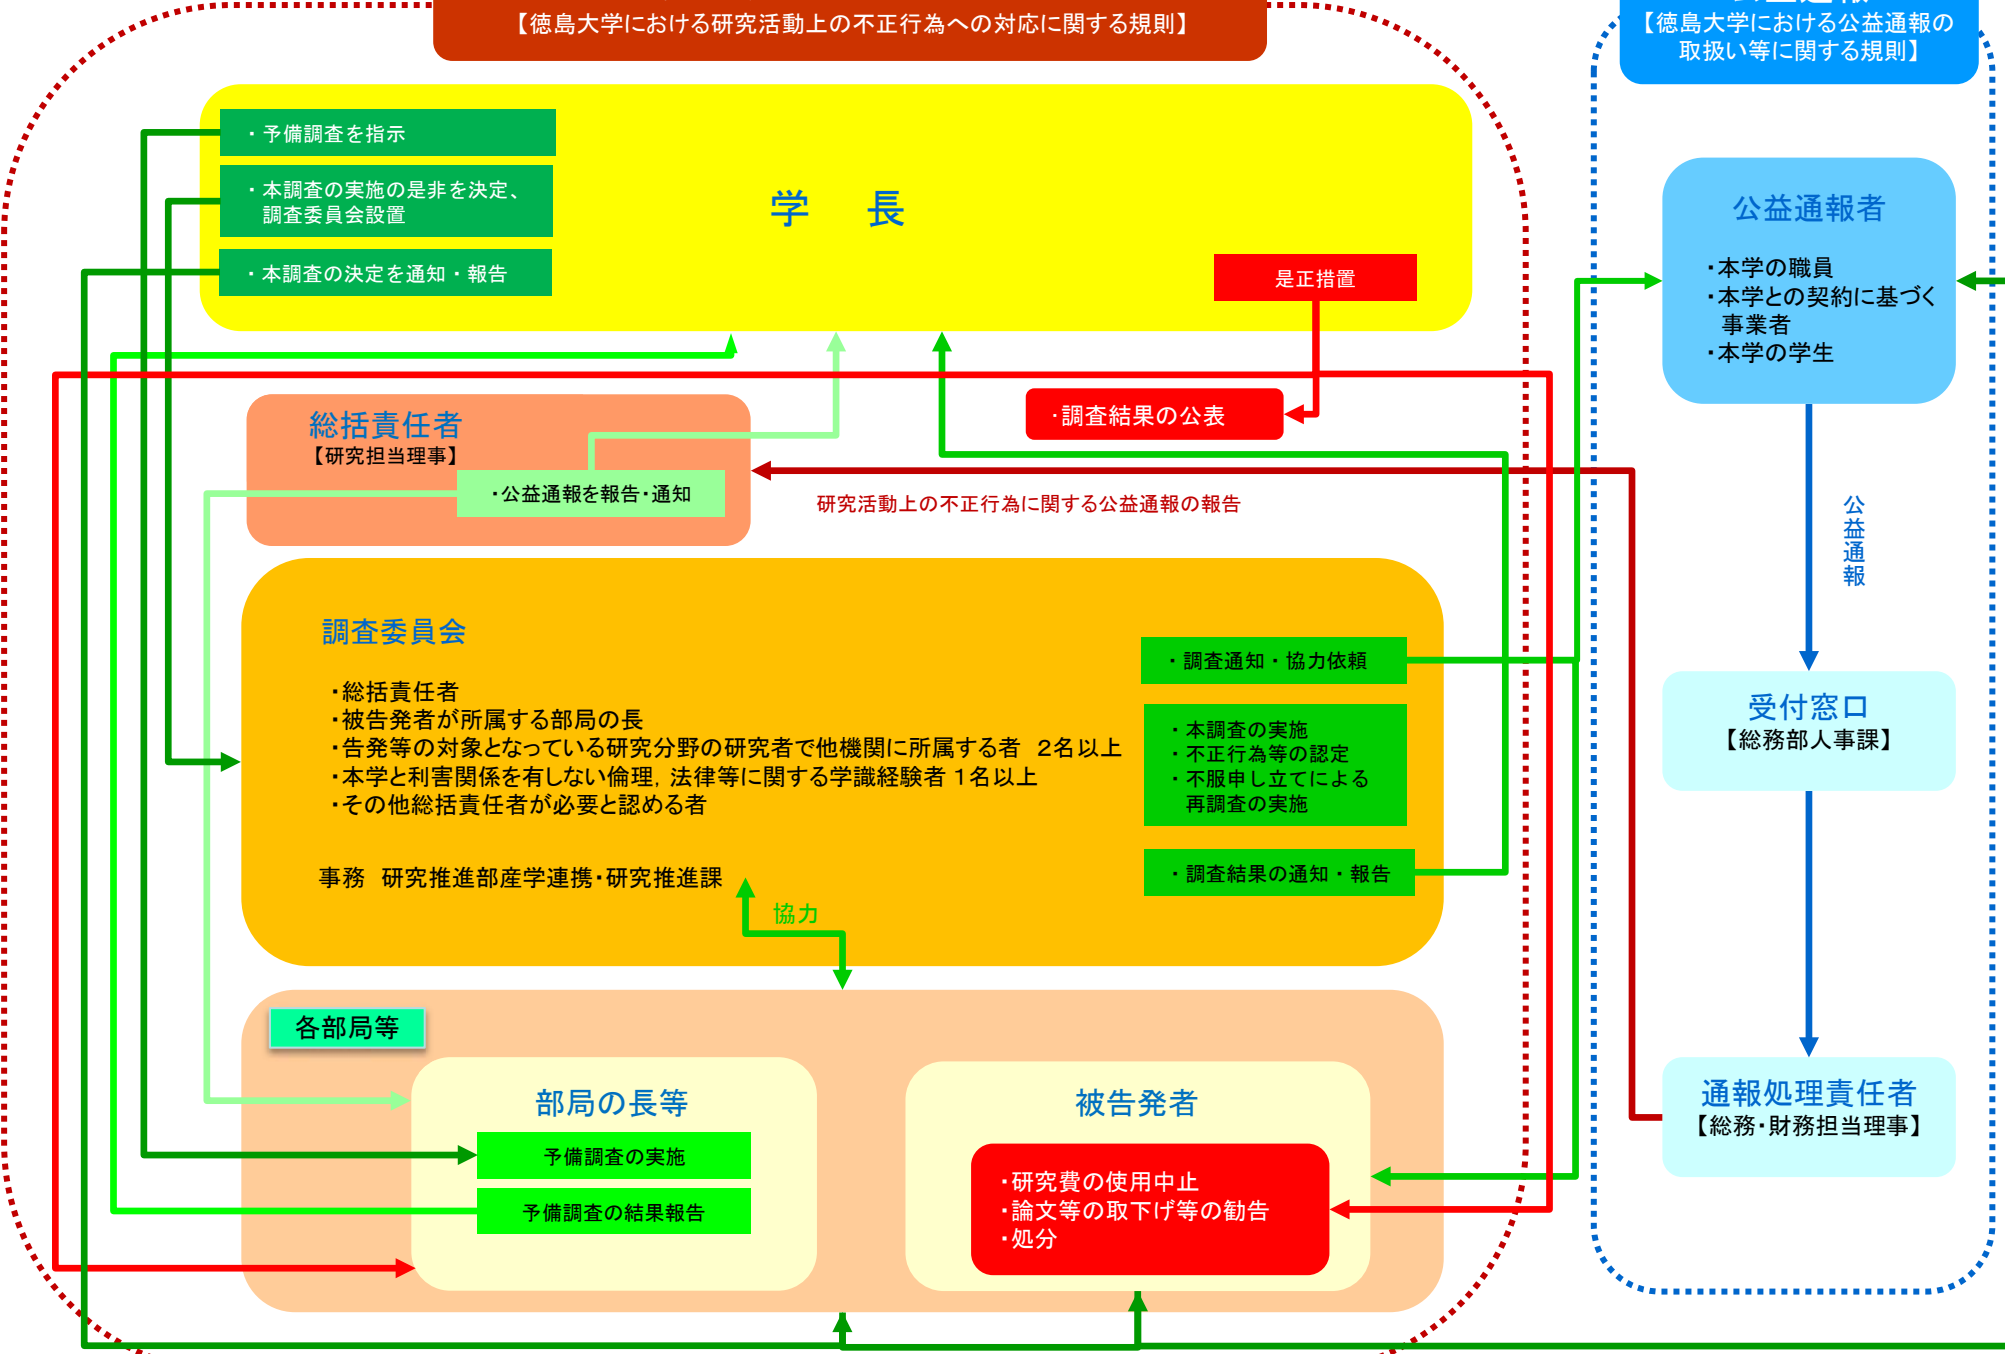 【徳島大学における研究活動上の不正行為への対応に関する規則】
【徳島大学における公益通報の
取扱い等に関する規則】
・予備調査を指示
・本調査の実施の是非を決定、
調査委員会設置
・本調査の決定を通知・報告
学　長
是正措置
・調査結果の公表
公益通報者
・本学の職員
・本学との契約に基づく
事業者
・本学の学生
総括責任者
【研究担当理事】
・公益通報を報告・通知
研究活動上の不正行為に関する公益通報の報告
公益通報
調査委員会
・総括責任者
・被告発者が所属する部局の長
・告発等の対象となっている研究分野の研究者で他機関に所属する者　2名以上
・本学と利害関係を有しない倫理，法律等に関する学識経験者 1名以上
・その他総括責任者が必要と認める者
事務　研究推進部産学連携・研究推進課
・調査通知・協力依頼
・本調査の実施
・不正行為等の認定
・不服申し立てによる
再調査の実施
・調査結果の通知・報告
協力
受付窓口
【総務部人事課】
各部局等
部局の長等
予備調査の実施
予備調査の結果報告
被告発者
・研究費の使用中止
・論文等の取下げ等の勧告
・処分
通報処理責任者
【総務・財務担当理事】